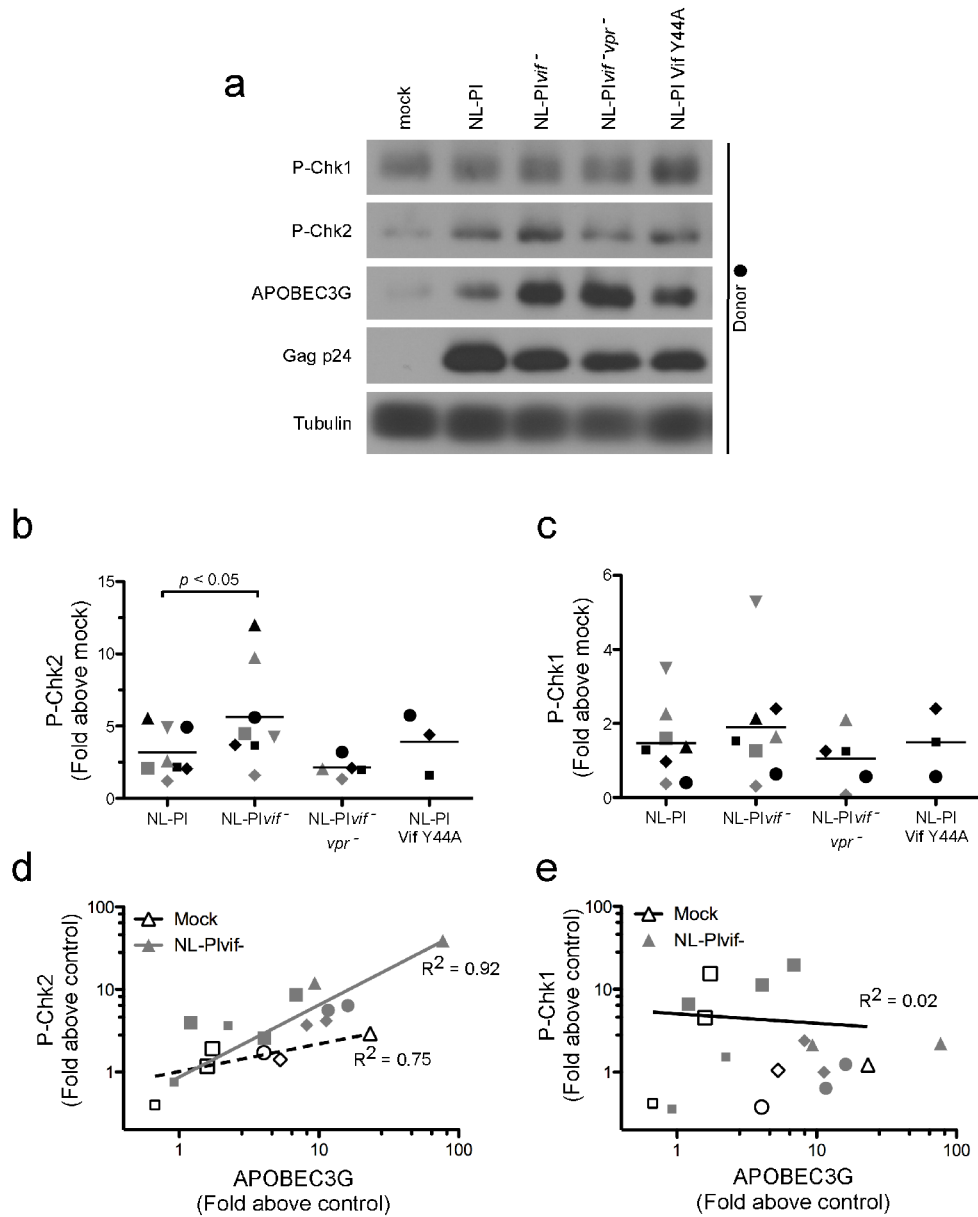 a
mock
NL-PI
NL-PIvif-
NL-PIvif-vpr-
NL-PI Vif Y44A
P-Chk1
P-Chk2
APOBEC3G
Gag p24
Tubulin
Donor ●
b
P-Chk2
(Fold above mock)
15
10
5
0
p < 0.05
NL-PI
NL-PIvif-
NL-PIvif-
vpr-
NL-PI
Vif Y44A
c
P-Chk1
(Fold above mock)
6
4
2
0
NL-PI
NL-PIvif-
NL-PIvif-
vpr-
NL-PI
Vif Y44A
d
P-Chk2
(Fold above control)
100
10
1
Mock
NL-PIvif-
R2 = 0.92
R2 = 0.75
1
10
100
APOBEC3G
(Fold above control)
e
P-Chk1
(Fold above control)
100
10
1
Mock
NL-PIvif-
R2 = 0.02
1
10
100
APOBEC3G
(Fold above control)